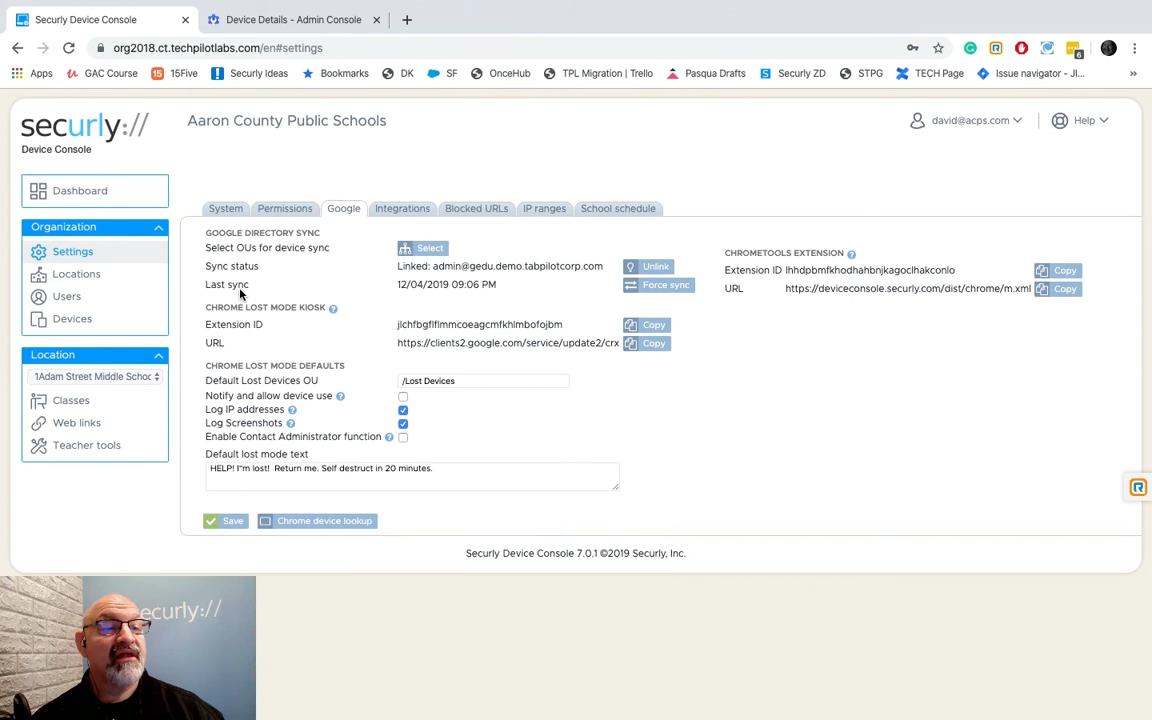 Securly Device Console
Device Details - Admin Console
org2018.ct.techpilotlabs.com/en#settings
6
Apps
GAC Course
15 15Five
Securly Ideas
Bookmarks
DK
SF
OnceHub
TPL Migration | Trello
Pasqua Drafts
Securly ZD
STPG
TECH Page
Issue navigator - JI...
securly://
Device Console
Aaron County Public Schools
david@acps.com
Help
Dashboard
Organization
Settings
Locations
Users
Devices
Location
1Adam Street Middle Schoo
Classes
Web links
Teacher tools
System
Permissions
Google
Integrations
Blocked URLs
IP ranges
School schedule
GOOGLE DIRECTORY SYNC
Select OUs for device sync
Select
Sync status
Linked: admin@gedu.demo.tabpilotcorp.com
Unlink
Last sync
12/04/2019 09:06 PM
Force sync
CHROME LOST MODE KIOSK
Extension ID
jlchfbgflflmmcoeagcmfkhlmbofojbm
Copy
URL
https://clients2.google.com/service/update2/crx
Copy
CHROME LOST MODE DEFAULTS
Default Lost Devices OU
/Lost Devices
Notify and allow device use
Log IP addresses
Log Screenshots
Enable Contact Administrator function
Default lost mode text
HELP! I"m lost! Return me. Self destruct in 20 minutes.
Save
Chrome device lookup
CHROMETOOLS EXTENSION
Extension ID
lhhdpbmfkhodhahbnjkagoclhakconlo
Copy
URL
https://deviceconsole.securly.com/dist/chrome/m.xml
Copy
Securly Device Console 7.0.1 ©2019 Securly, Inc.
securly://